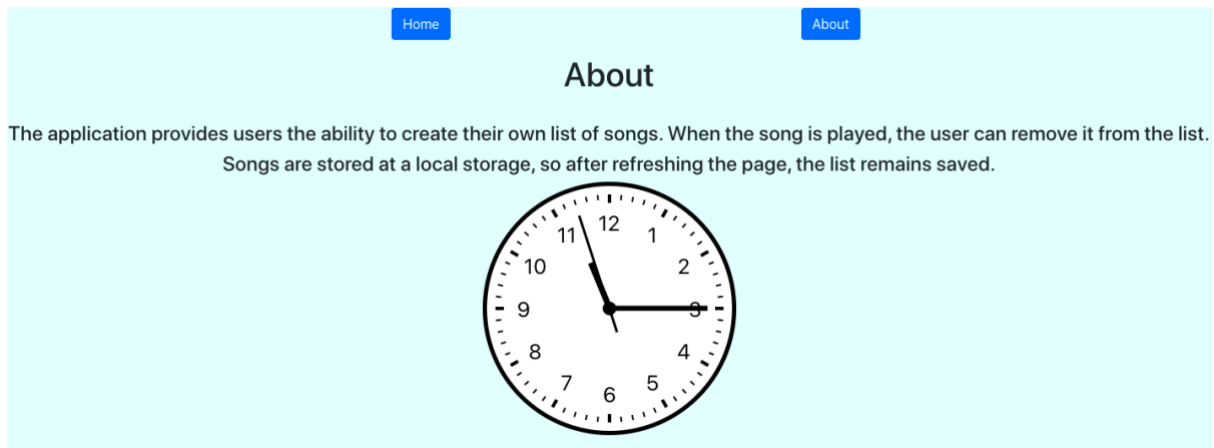 Home About
About
The application provides users the ability to create their own list of songs. When the song is played, the user can remove it from the list.
Songs are stored at a local storage, so after refreshing the page, the list remains saved.
12
11 1
10 2
9 3
8 4
7 5
6